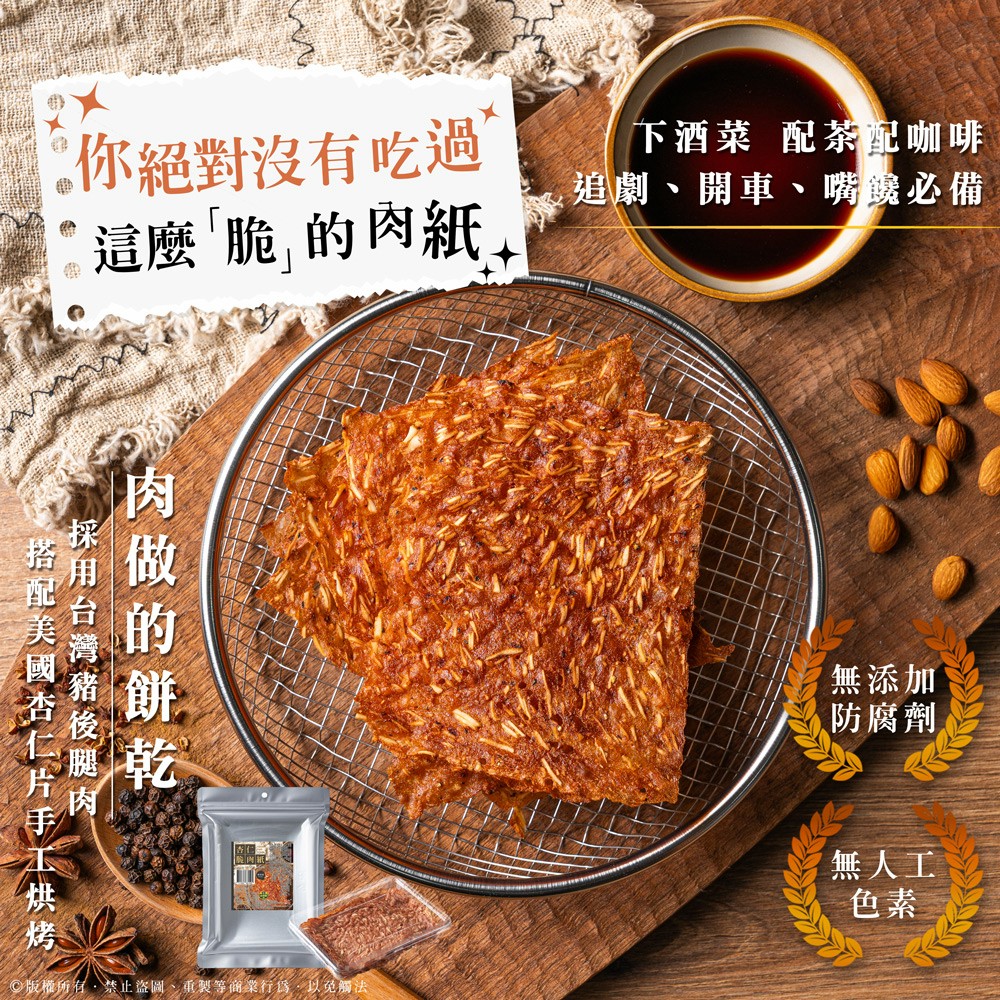 你絕對沒有吃過
這麼「脆」的肉紙
下酒菜 配茶配咖啡
追劇、開車、嘴饞必備
肉做的餅乾
採用台灣豬後腿肉
搭配美國杏仁片手工烘烤
無添加
防腐劑
無人工
色素
杏仁
脆肉紙
©版權所有・禁止盜圖、重製等商業行為・以免觸法